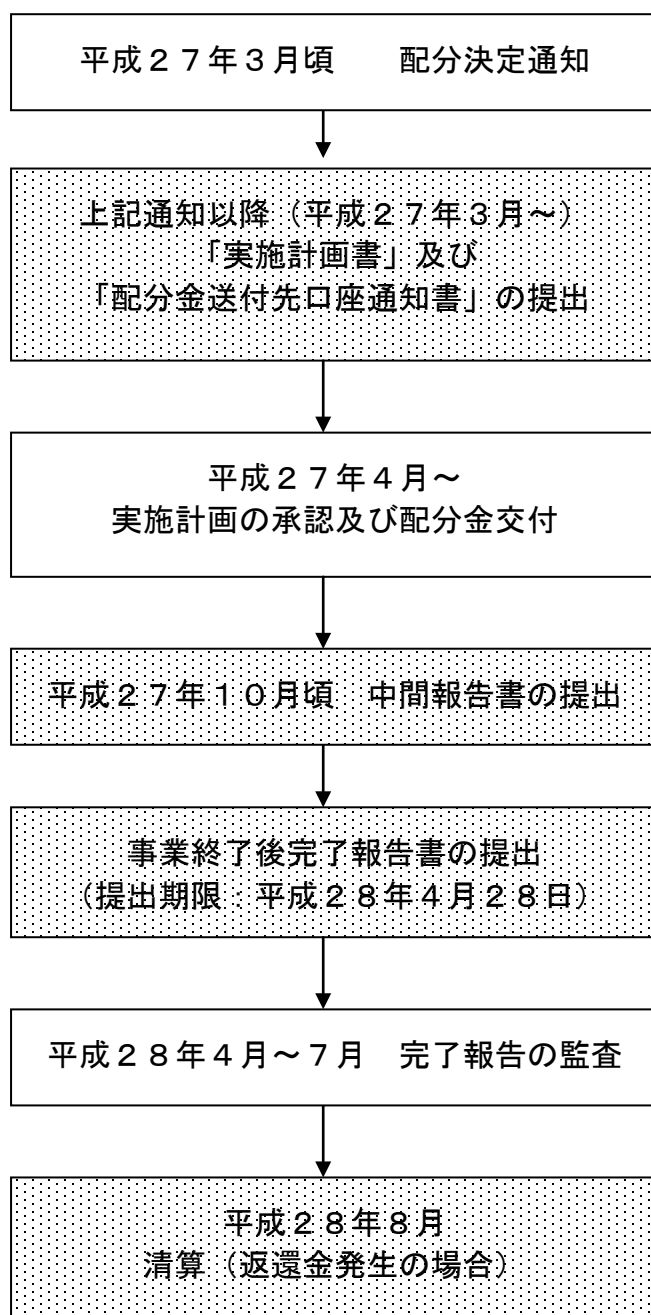 平成２７年３月頃　　配分決定通知
上記通知以降（平成２７年３月～）
「実施計画書」及び
「配分金送付先口座通知書」の提出
平成２７年４月～
実施計画の承認及び配分金交付
平成２７年１０月頃　中間報告書の提出
事業終了後完了報告書の提出
（提出期限：平成２８年４月２８日）
平成２８年４月～７月　完了報告の監査
平成２８年８月
清算（返還金発生の場合）